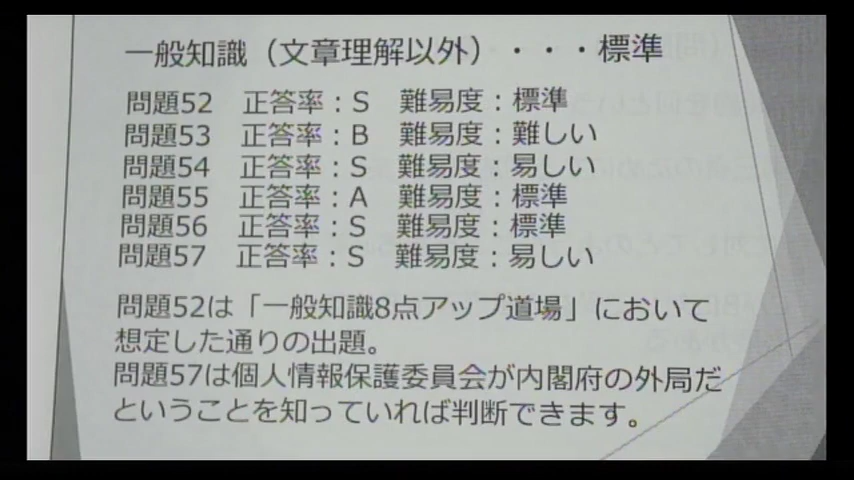 一般知識（文章理解以外）・・・標準
問題52　正答率：S　難易度：標準
問題53　正答率：B　難易度：難しい
問題54　正答率：S　難易度：易しい
問題55　正答率：A　難易度：標準
問題56　正答率：S　難易度：標準
問題57　正答率：S　難易度：易しい
問題52は「一般知識8点アップ道場」において
想定した通りの出題。
問題57は個人情報保護委員会が内閣府の外局だ
ということを知っていれば判断できます。